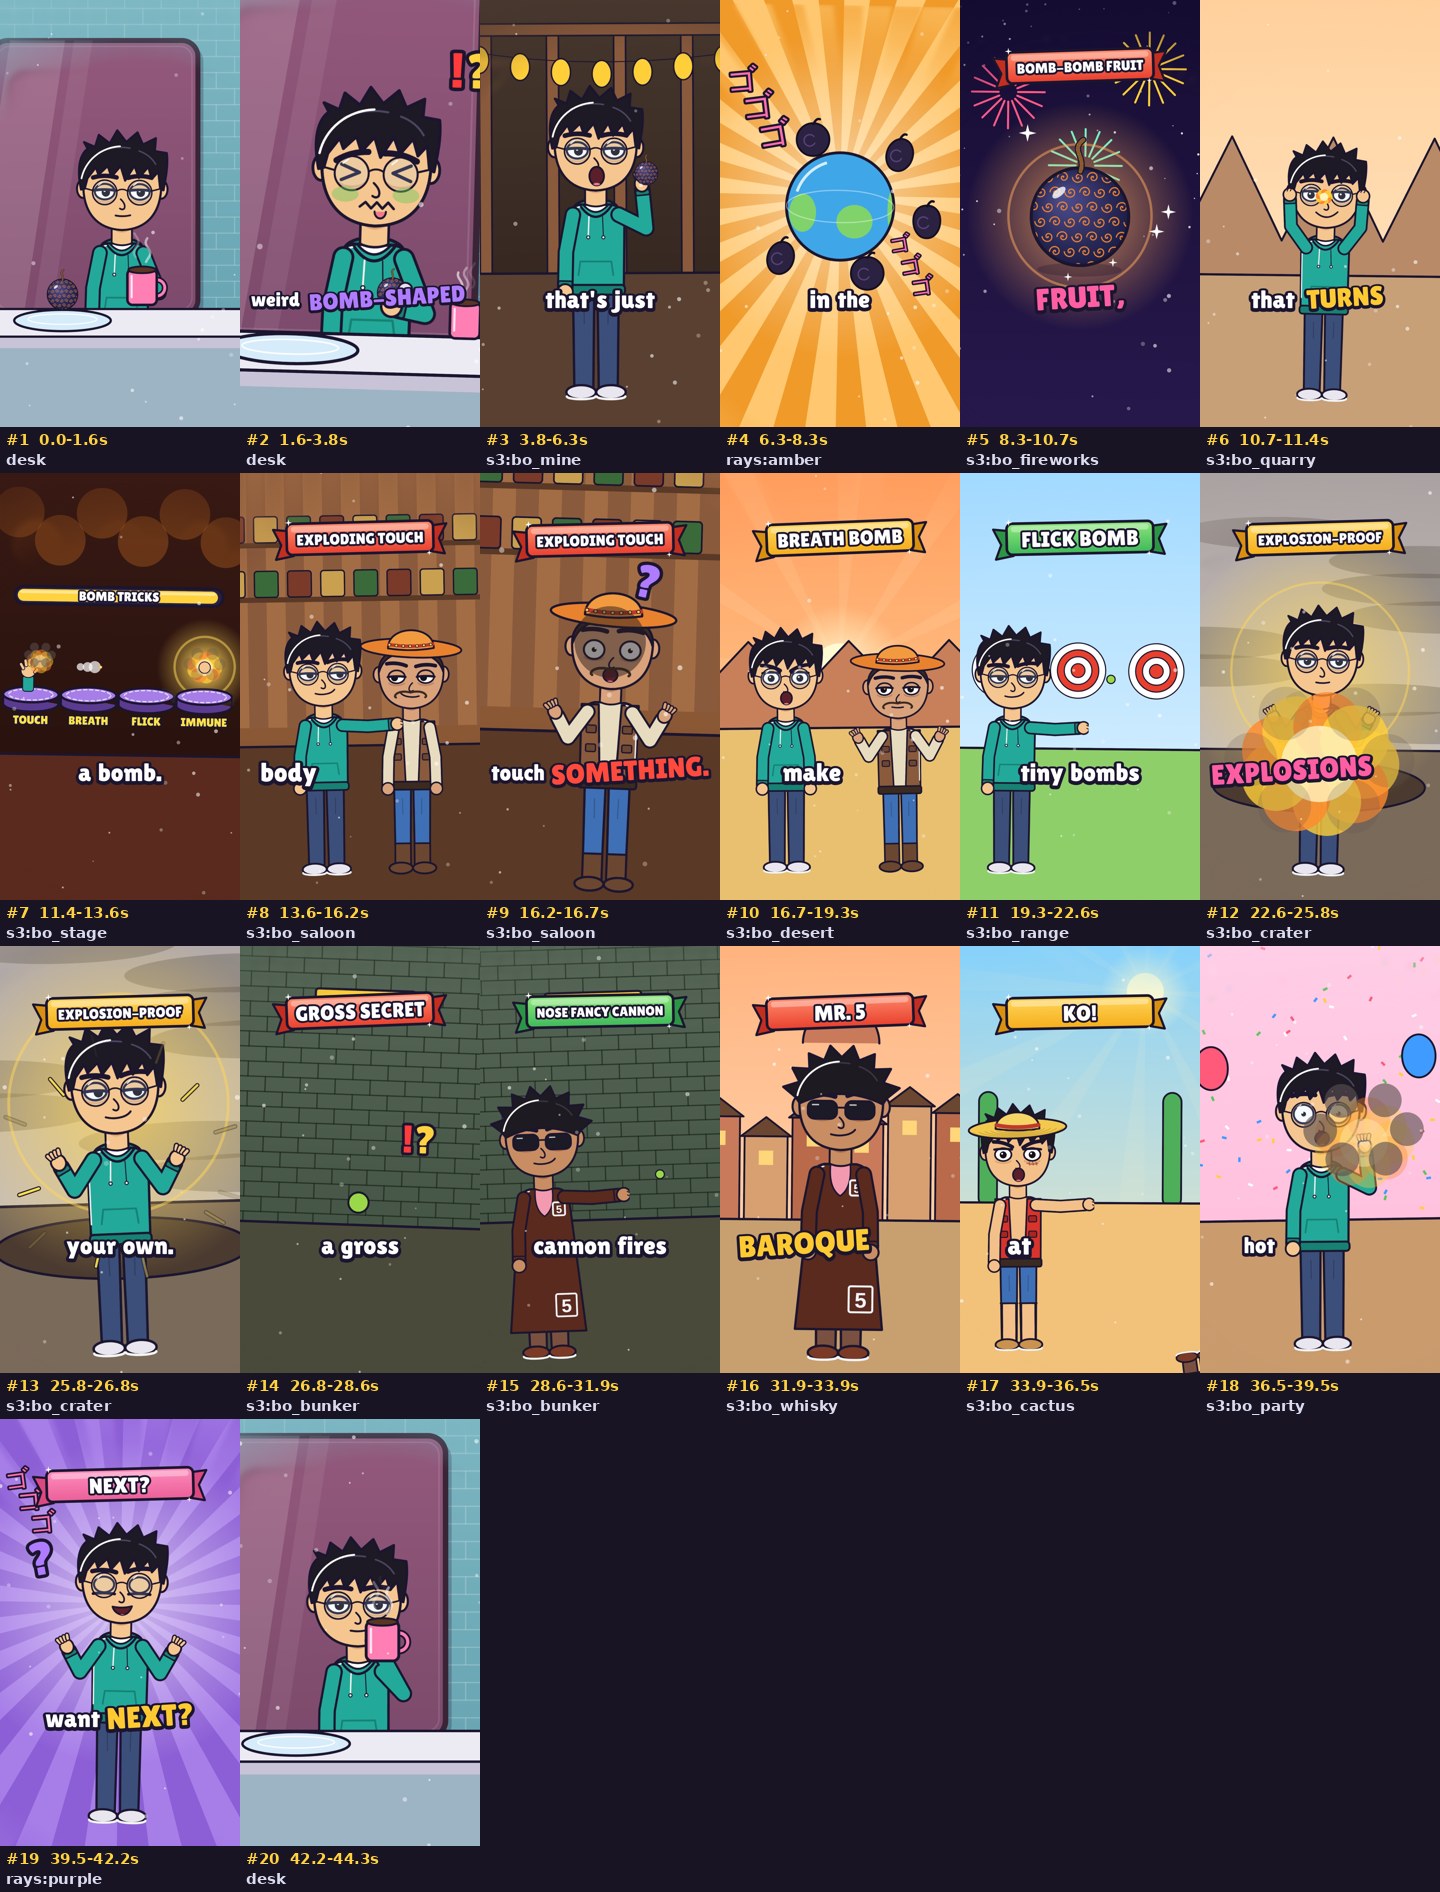 !?
weird BOMB-SHAPED
that's just
ゴゴゴ
ゴゴゴ
in the
BOMB-BOMB FRUIT
FRUIT,
that TURNS
#1 0.0-1.6s
desk
#2 1.6-3.8s
desk
#3 3.8-6.3s
s3:bo_mine
#4 6.3-8.3s
rays:amber
#5 8.3-10.7s
s3:bo_fireworks
#6 10.7-11.4s
s3:bo_quarry
BOMB TRICKS
TOUCH
BREATH
FLICK
IMMUNE
a bomb.
EXPLODING TOUCH
body
EXPLODING TOUCH
?
touch SOMETHING.
BREATH BOMB
make
FLICK BOMB
tiny bombs
EXPLOSION-PROOF
EXPLOSIONS
#7 11.4-13.6s
s3:bo_stage
#8 13.6-16.2s
s3:bo_saloon
#9 16.2-16.7s
s3:bo_saloon
#10 16.7-19.3s
s3:bo_desert
#11 19.3-22.6s
s3:bo_range
#12 22.6-25.8s
s3:bo_crater
EXPLOSION-PROOF
your own.
GROSS SECRET
!?
a gross
NOSE FANCY CANNON
5
cannon fires
5
MR. 5
5
BAROQUE
5
KO!
at
hot
#13 25.8-26.8s
s3:bo_crater
#14 26.8-28.6s
s3:bo_bunker
#15 28.6-31.9s
s3:bo_bunker
#16 31.9-33.9s
s3:bo_whisky
#17 33.9-36.5s
s3:bo_cactus
#18 36.5-39.5s
s3:bo_party
NEXT?
ゴゴゴ
?
want NEXT?
#19 39.5-42.2s
rays:purple
#20 42.2-44.3s
desk